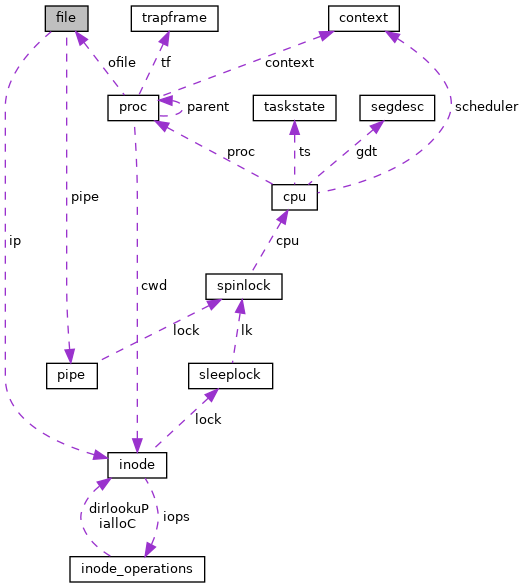 file
trapframe
context
ofile
tf
context
proc
parent
taskstate
segdesc
scheduler
proc
ts
gdt
pipe
cpu
ip
cpu
cwd
spinlock
lock
lk
pipe
sleeplock
lock
inode
dirlookuP
ialloC
iops
inode_operations